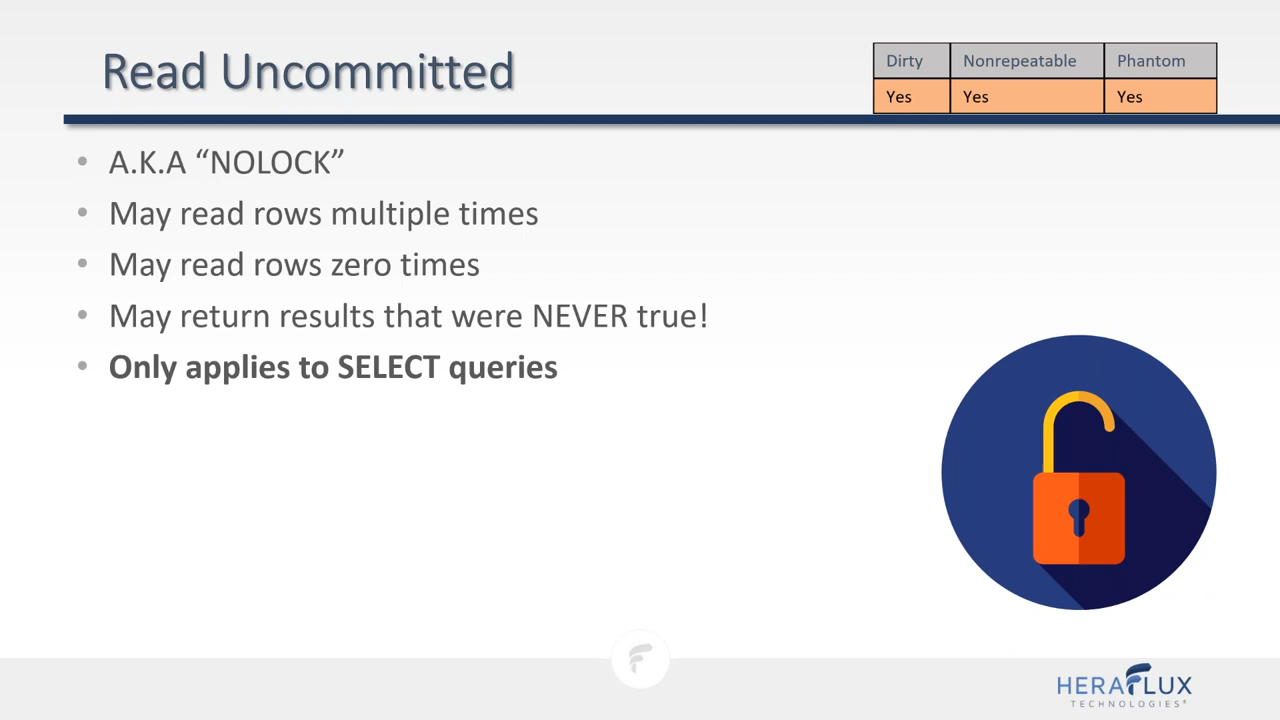 Read Uncommitted
Dirty Nonrepeatable Phantom
Yes Yes Yes
• A.K.A “NOLOCK”
• May read rows multiple times
• May read rows zero times
• May return results that were NEVER true!
• Only applies to SELECT queries
HERAFLUX
TECHNOLOGIES®